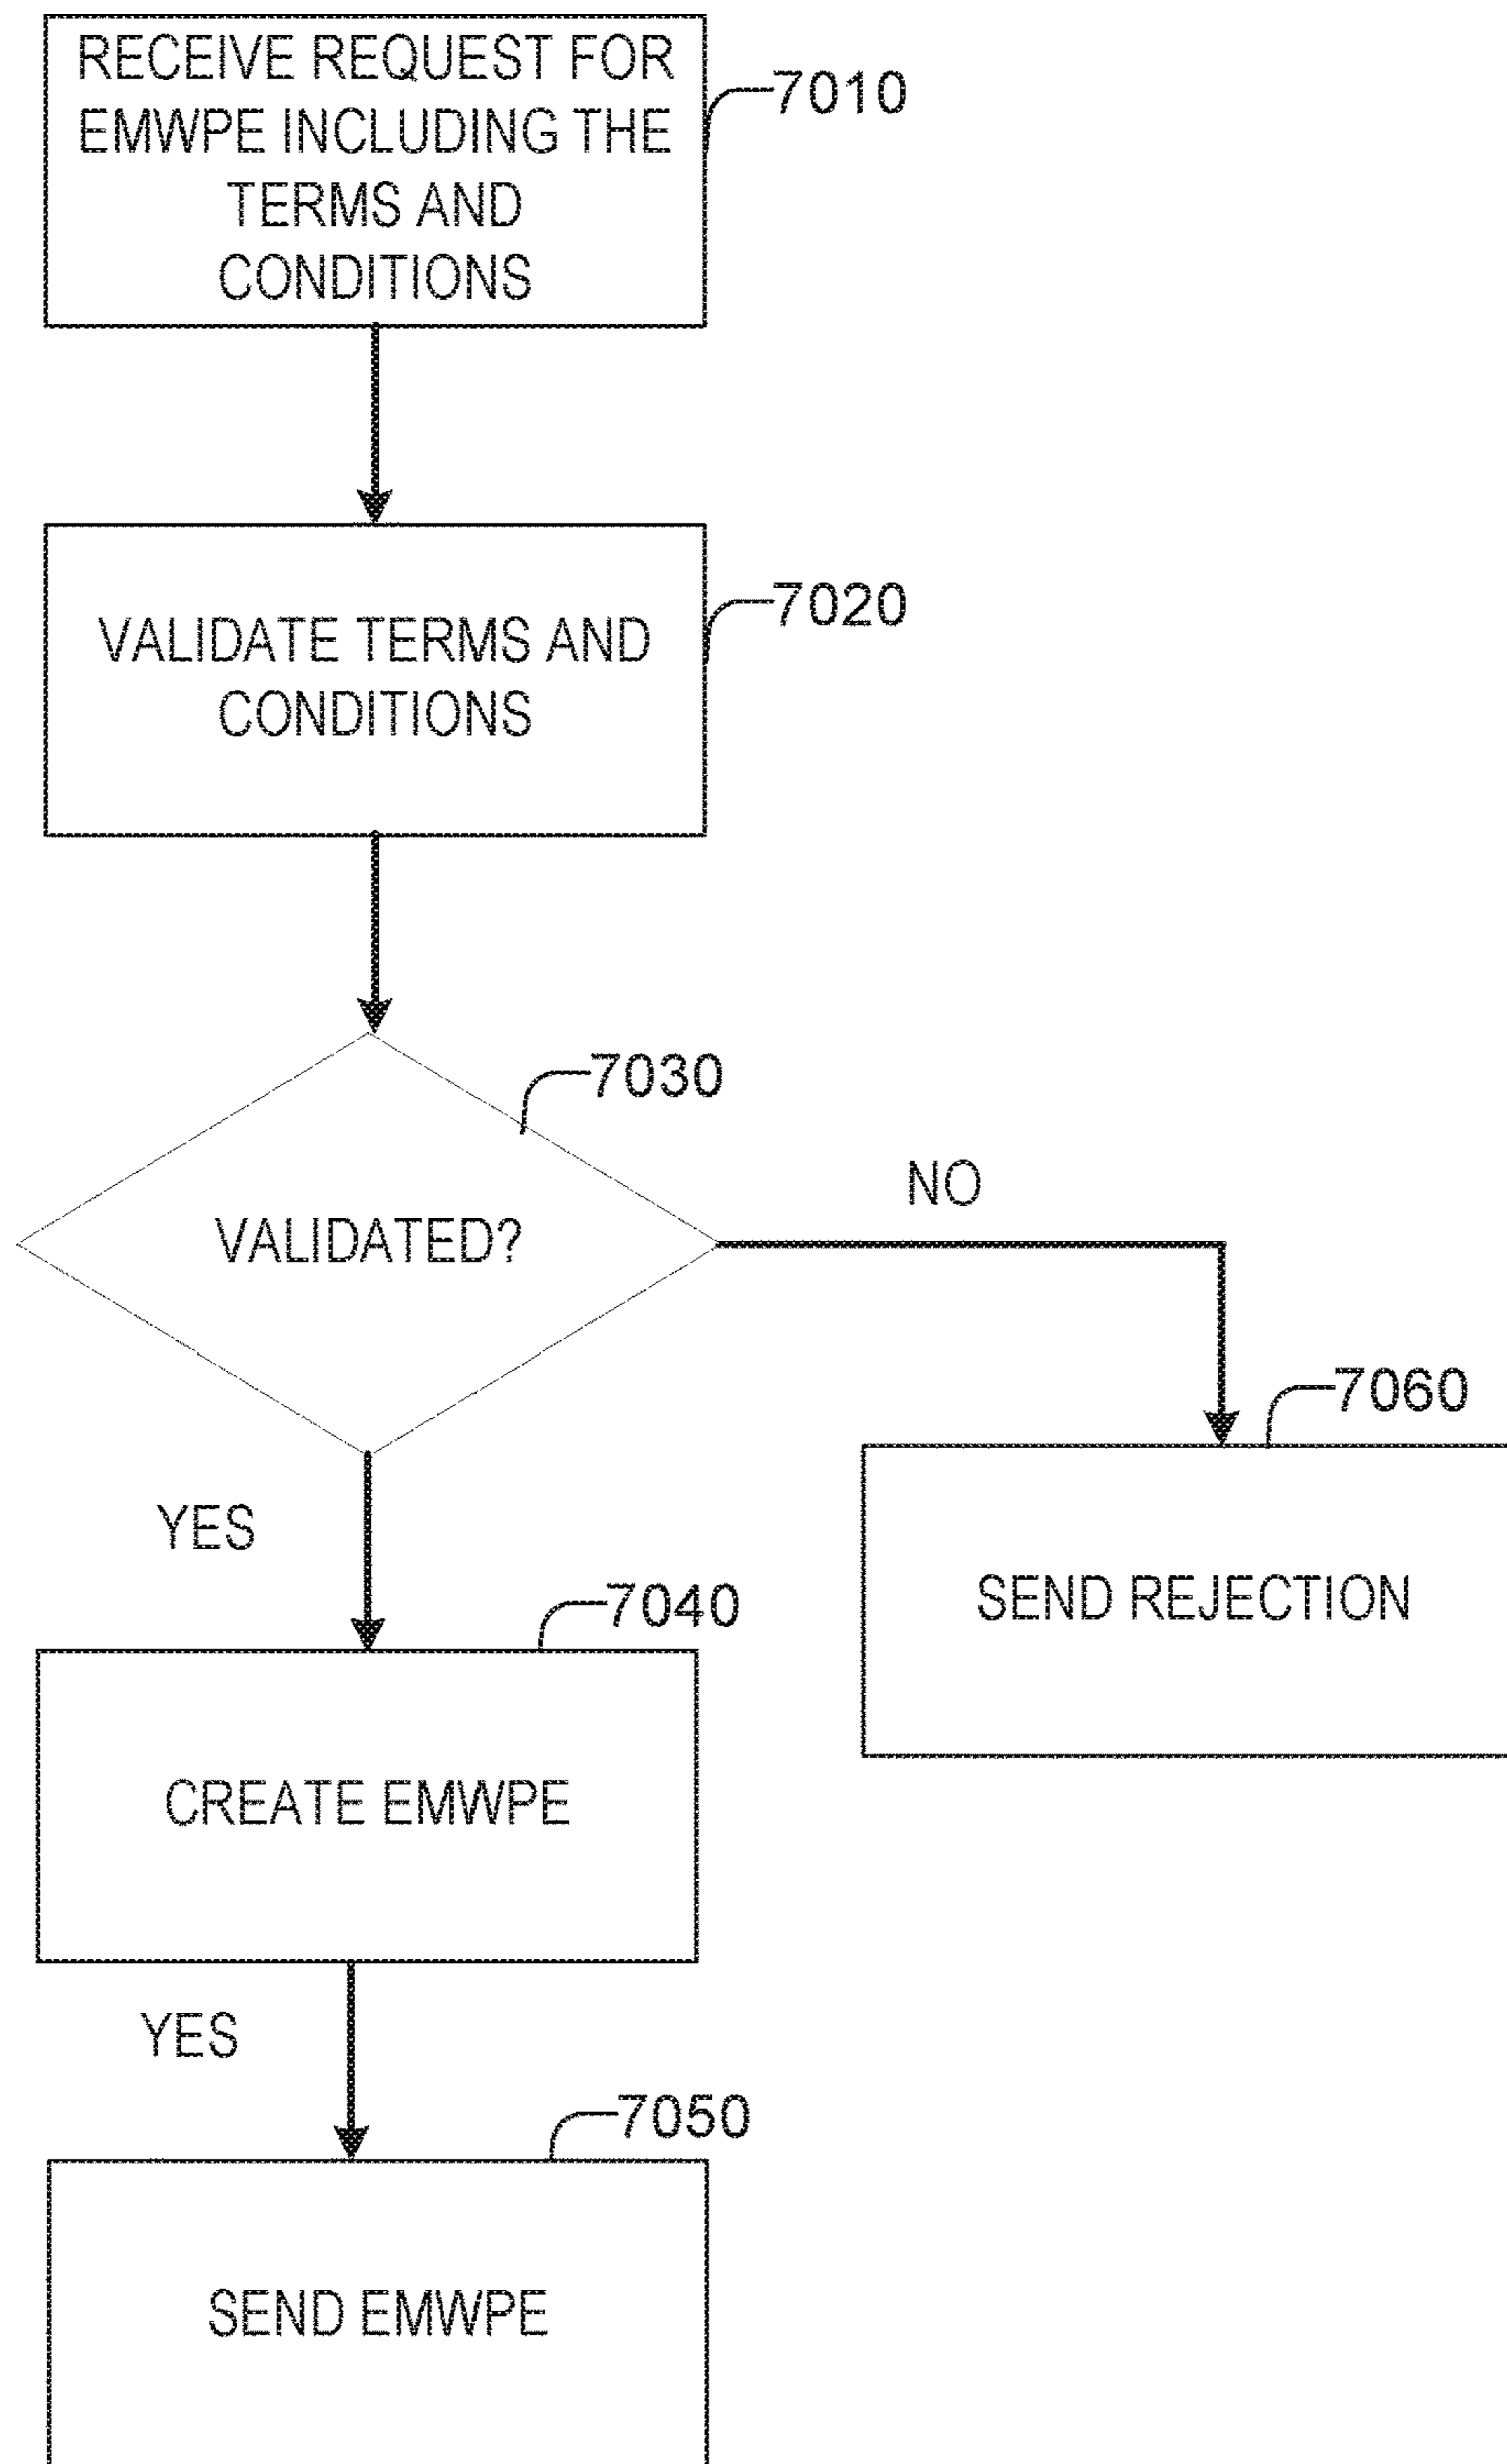 RECEIVE REQUEST FOR
EMWPE INCLUDING THE
TERMS AND
CONDITIONS
7010
VALIDATE TERMS AND
CONDITIONS
7020
7030
VALIDATED?
NO
YES
7060
SEND REJECTION
7040
CREATE EMWPE
YES
7050
SEND EMWPE